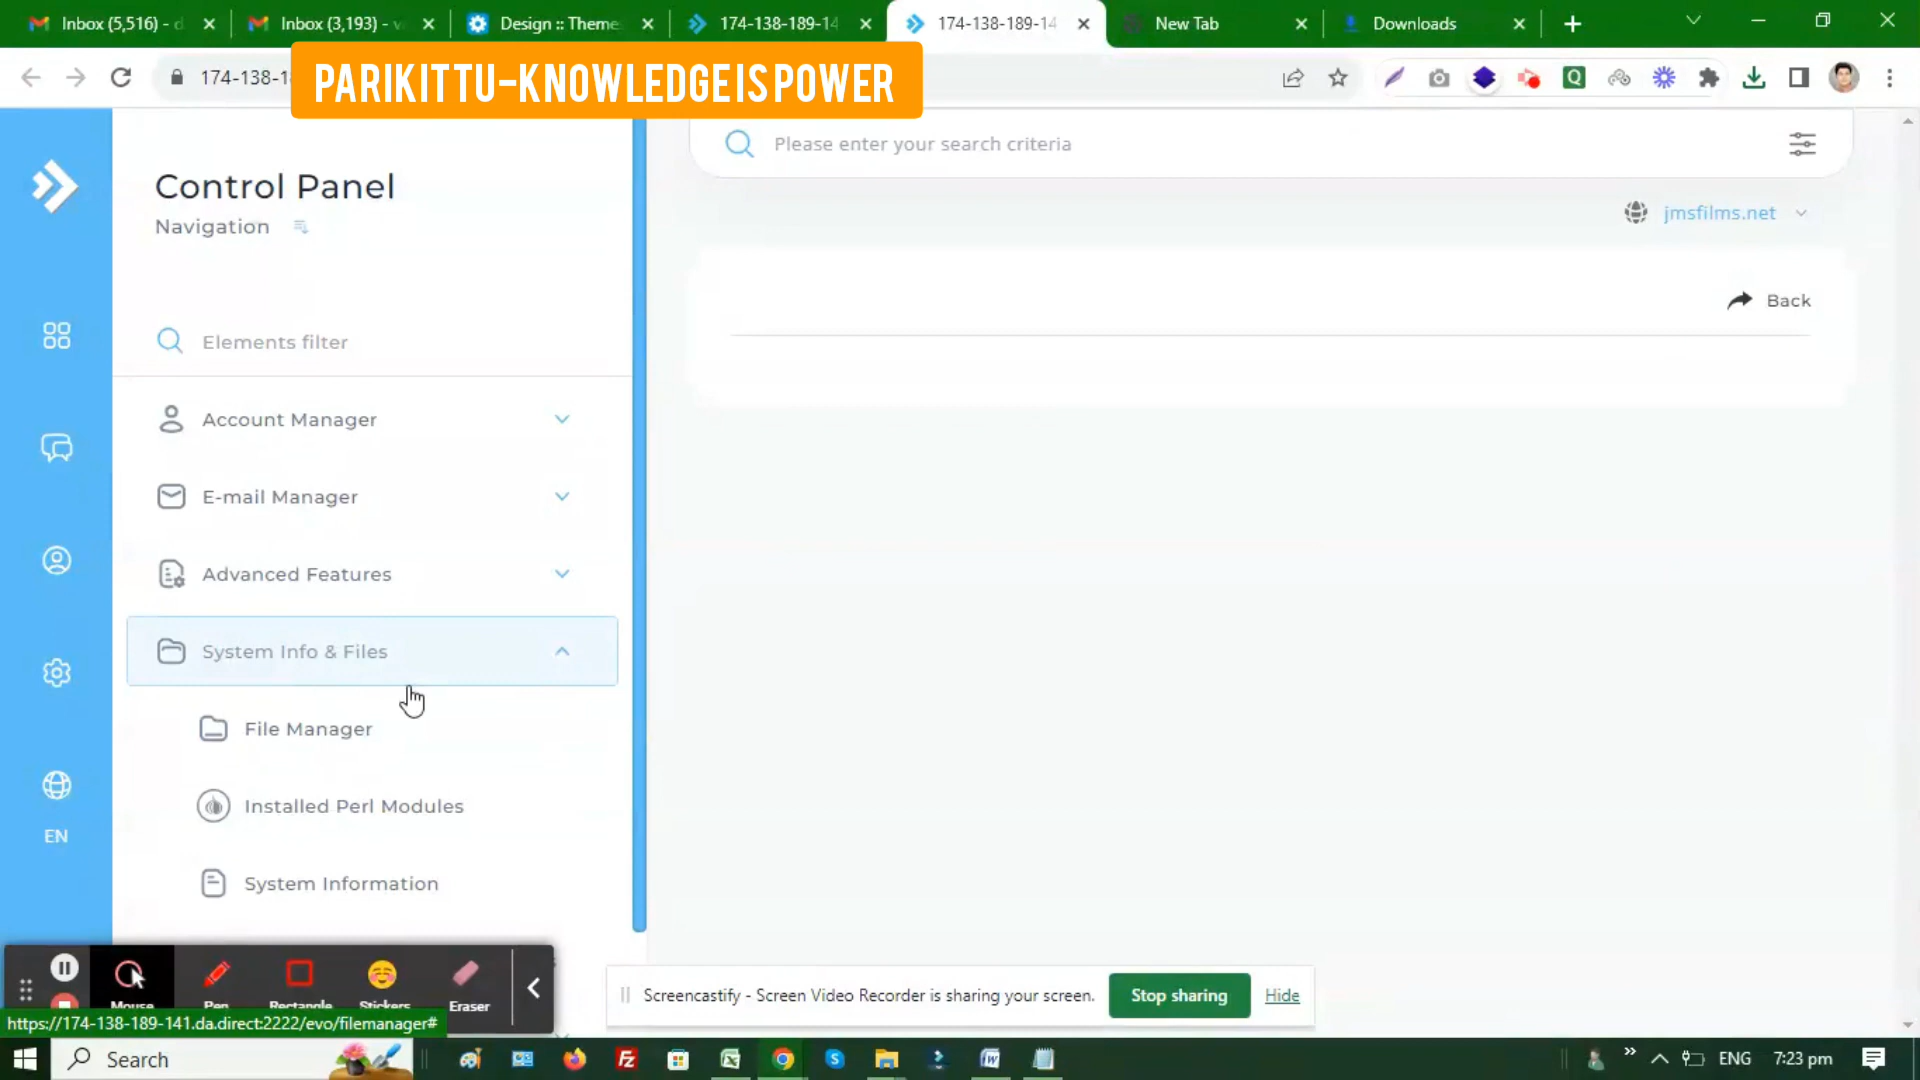 Inbox (5,516) - d
Inbox (3,193) - v
Design :: Theme
174-138-189-14
174-138-189-14
New Tab
Downloads
174-138-1
PARIKITTU-KNOWLEDGE IS POWER
Please enter your search criteria
Control Panel
Navigation
jmsfilms.net
Back
Elements filter
Account Manager
E-mail Manager
Advanced Features
System Info & Files
File Manager
Installed Perl Modules
System Information
EN
Mouse
Pen
Rectangle
Stickers
Eraser
Screencastify - Screen Video Recorder is sharing your screen.
Stop sharing
Hide
https://174-138-189-141.da.direct:2222/evo/filemanager#
Search
ENG
7:23 pm